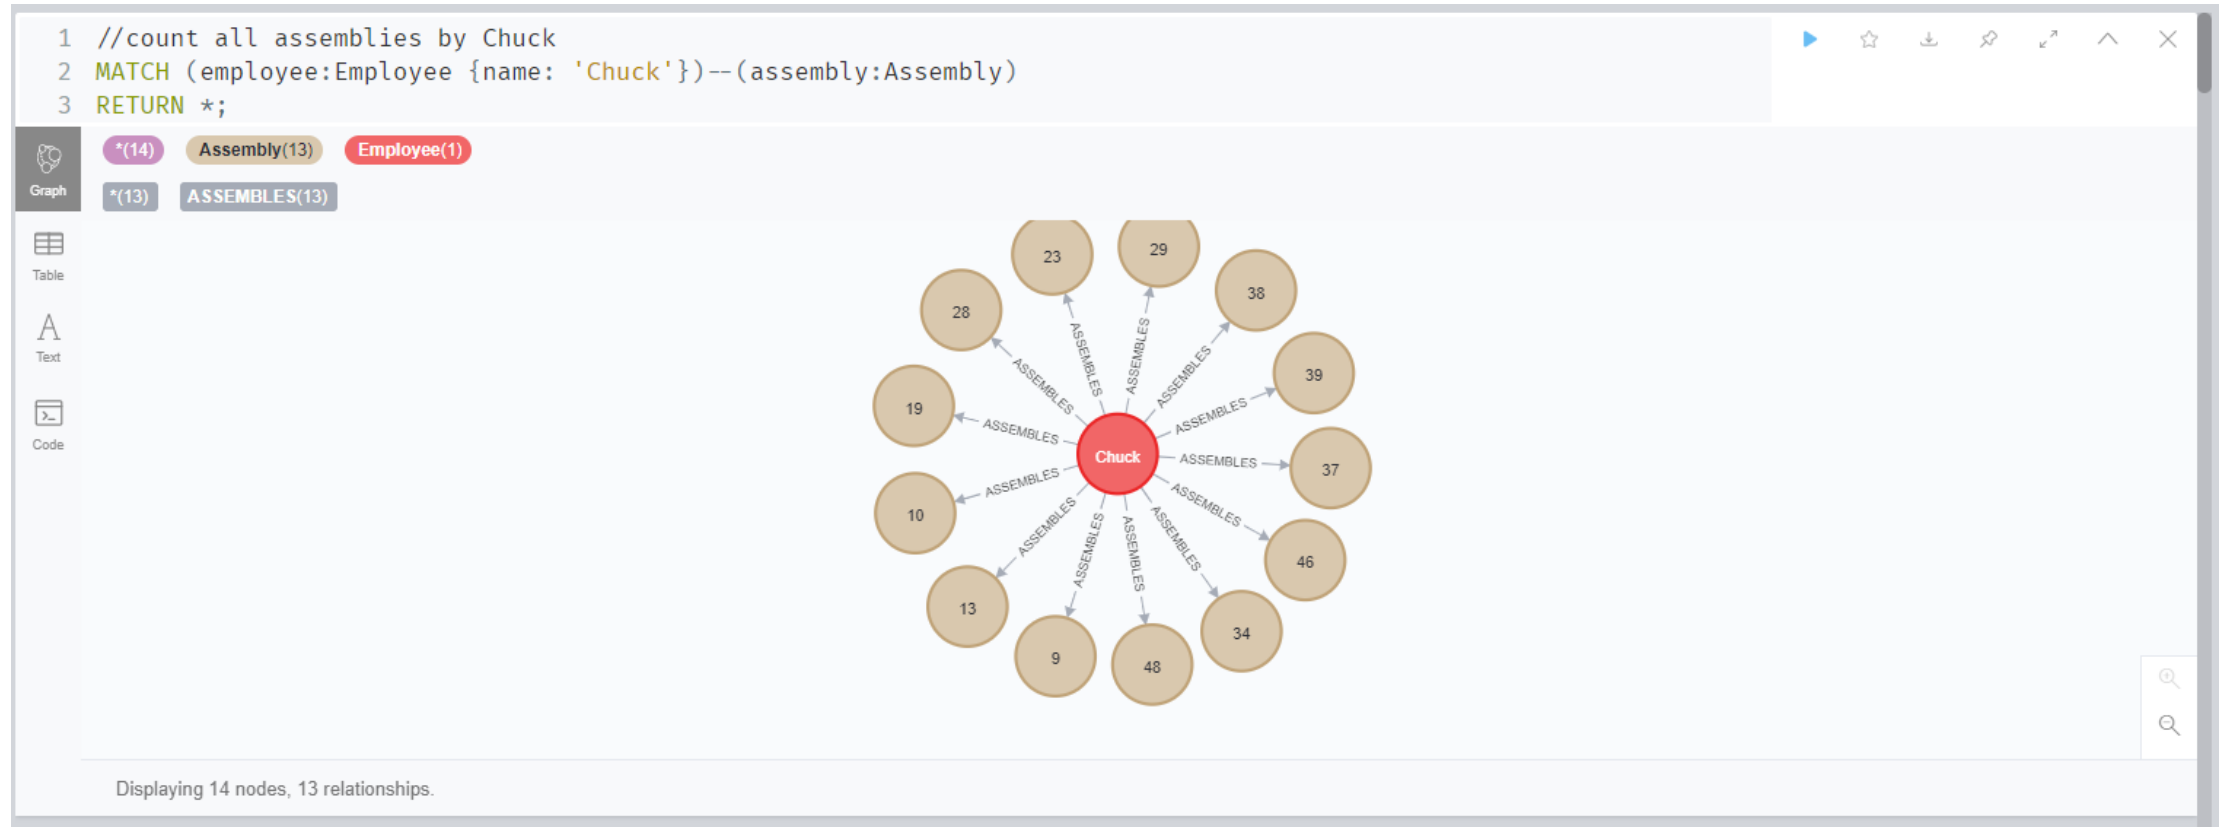 1 //count all assemblies by Chuck
2 MATCH (employee:Employee {name: 'Chuck'})--(assembly:Assembly)
3 RETURN *;
*(14) Assembly(13) Employee(1)
*(13) ASSEMBLES(13)
Graph
Table
Text
Code
23
29
28
38
19
39
Chuck
37
10
46
13
34
9
48
ASSEMBLES
ASSEMBLES
ASSEMBLES
ASSEMBLES
ASSEMBLES
ASSEMBLES
ASSEMBLES
ASSEMBLES
ASSEMBLES
ASSEMBLES
ASSEMBLES
ASSEMBLES
ASSEMBLES
Displaying 14 nodes, 13 relationships.